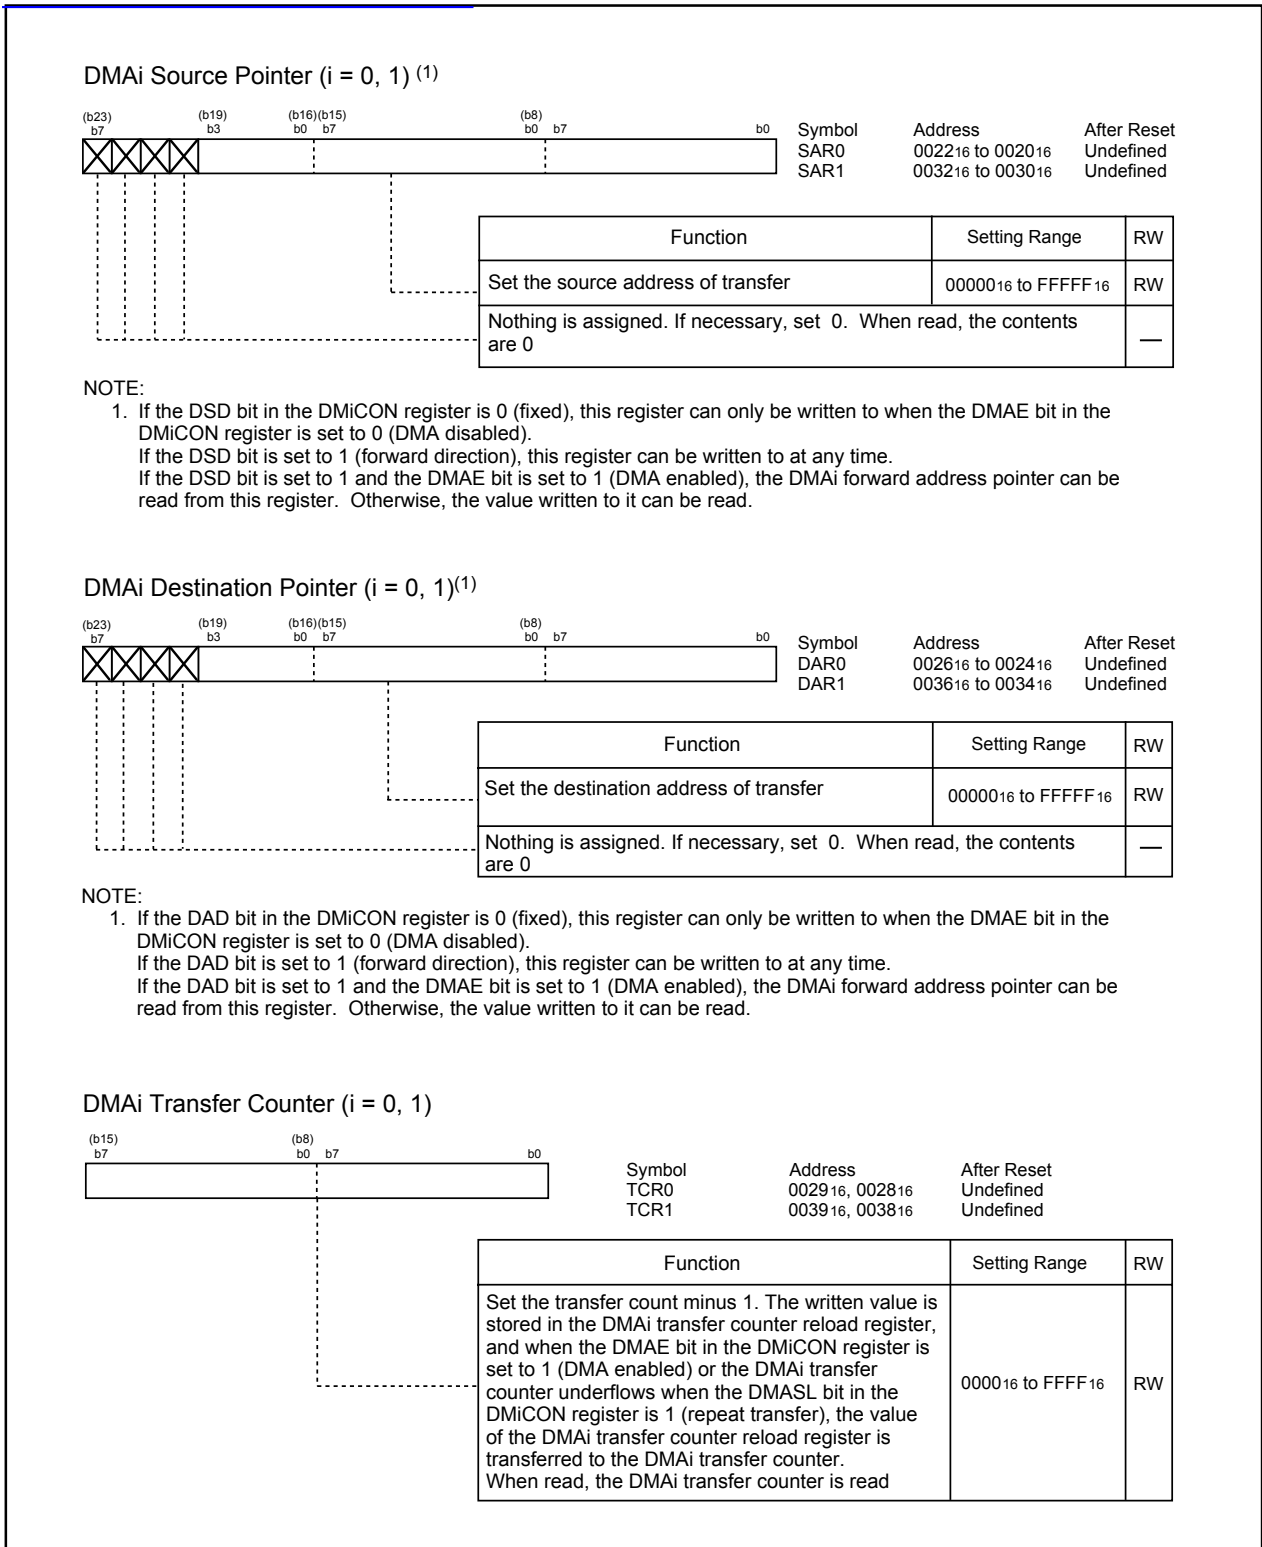 DMAi Source Pointer (i = 0, 1) (1)
(b23) (b19) (b16)(b15) (b8)
b7 b3 b0 b7 b0 b7 b0
Symbol Address After Reset
SAR0 002216 to 002016 Undefined
SAR1 003216 to 003016 Undefined
Function Setting Range RW
Set the source address of transfer 0000016 to FFFFF16 RW
Nothing is assigned. If necessary, set 0. When read, the contents
are 0 —
NOTE:
1. If the DSD bit in the DMiCON register is 0 (fixed), this register can only be written to when the DMAE bit in the
DMiCON register is set to 0 (DMA disabled).
If the DSD bit is set to 1 (forward direction), this register can be written to at any time.
If the DSD bit is set to 1 and the DMAE bit is set to 1 (DMA enabled), the DMAi forward address pointer can be
read from this register. Otherwise, the value written to it can be read.
DMAi Destination Pointer (i = 0, 1)(1)
(b23) (b19) (b16)(b15) (b8)
b7 b3 b0 b7 b0 b7 b0
Symbol Address After Reset
DAR0 002616 to 002416 Undefined
DAR1 003616 to 003416 Undefined
Function Setting Range RW
Set the destination address of transfer 0000016 to FFFFF16 RW
Nothing is assigned. If necessary, set 0. When read, the contents
are 0 —
NOTE:
1. If the DAD bit in the DMiCON register is 0 (fixed), this register can only be written to when the DMAE bit in the
DMiCON register is set to 0 (DMA disabled).
If the DAD bit is set to 1 (forward direction), this register can be written to at any time.
If the DAD bit is set to 1 and the DMAE bit is set to 1 (DMA enabled), the DMAi forward address pointer can be
read from this register. Otherwise, the value written to it can be read.
DMAi Transfer Counter (i = 0, 1)
(b15) (b8)
b7 b0 b7 b0
Symbol Address After Reset
TCR0 002916, 002816 Undefined
TCR1 003916, 003816 Undefined
Function Setting Range RW
Set the transfer count minus 1. The written value is
stored in the DMAi transfer counter reload register,
and when the DMAE bit in the DMiCON register is
set to 1 (DMA enabled) or the DMAi transfer
counter underflows when the DMASL bit in the 000016 to FFFF16 RW
DMiCON register is 1 (repeat transfer), the value
of the DMAi transfer counter reload register is
transferred to the DMAi transfer counter.
When read, the DMAi transfer counter is read